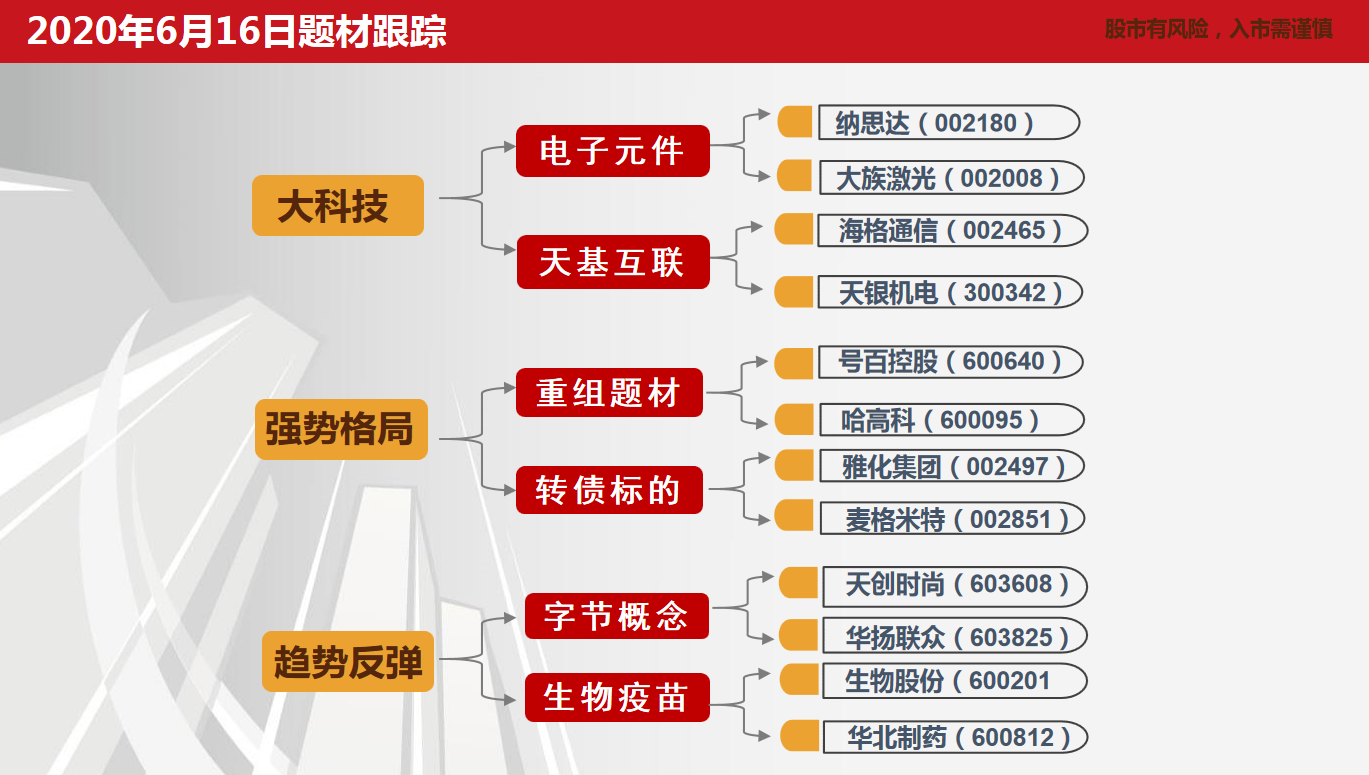 2020年6月16日题材跟踪
股市有风险，入市需谨慎
大科技
电子元件
纳思达（002180）
大族激光（002008）
天基互联
海格通信（002465）
天银机电（300342）
强势格局
重组题材
号百控股（600640）
哈高科（600095）
转债标的
雅化集团（002497）
麦格米特（002851）
趋势反弹
字节概念
天创时尚（603608）
华扬联众（603825）
生物疫苗
生物股份（600201
华北制药（600812）